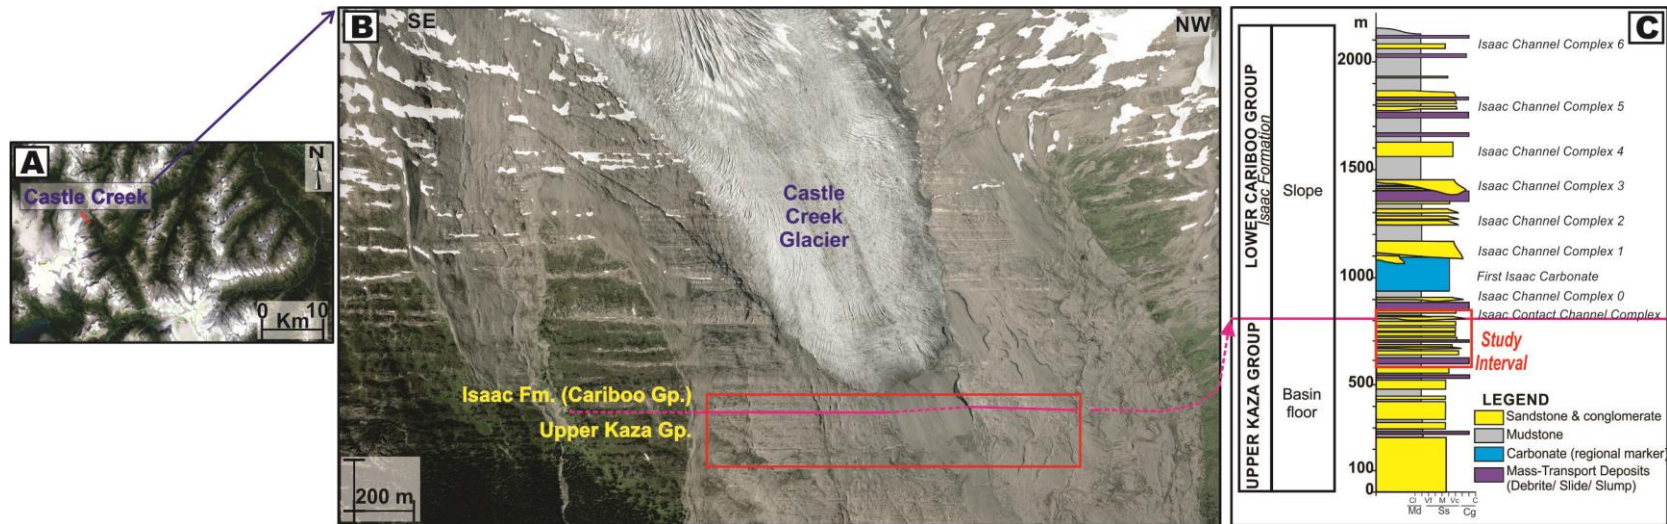 A
N
Castle Creek
0 10
Km
B
SE
NW
Castle
Creek
Glacier
Isaac Fm. (Cariboo Gp.)
Upper Kaza Gp.
200 m
C
m
2000
1500
1000
500
100
0
LOWER CARIBOO GROUP
Isaac Formation
UPPER KAZA GROUP
Slope
Basin
floor
Isaac Channel Complex 6
Isaac Channel Complex 5
Isaac Channel Complex 4
Isaac Channel Complex 3
Isaac Channel Complex 2
Isaac Channel Complex 1
First Isaac Carbonate
Isaac Channel Complex 0
Isaac Contact Channel Complex
Study
Interval
LEGEND
Sandstone & conglomerate
Mudstone
Carbonate (regional marker)
Mass-Transport Deposits
(Debrite/ Slide/ Slump)
Vf M Vc C
Md Ss Cg